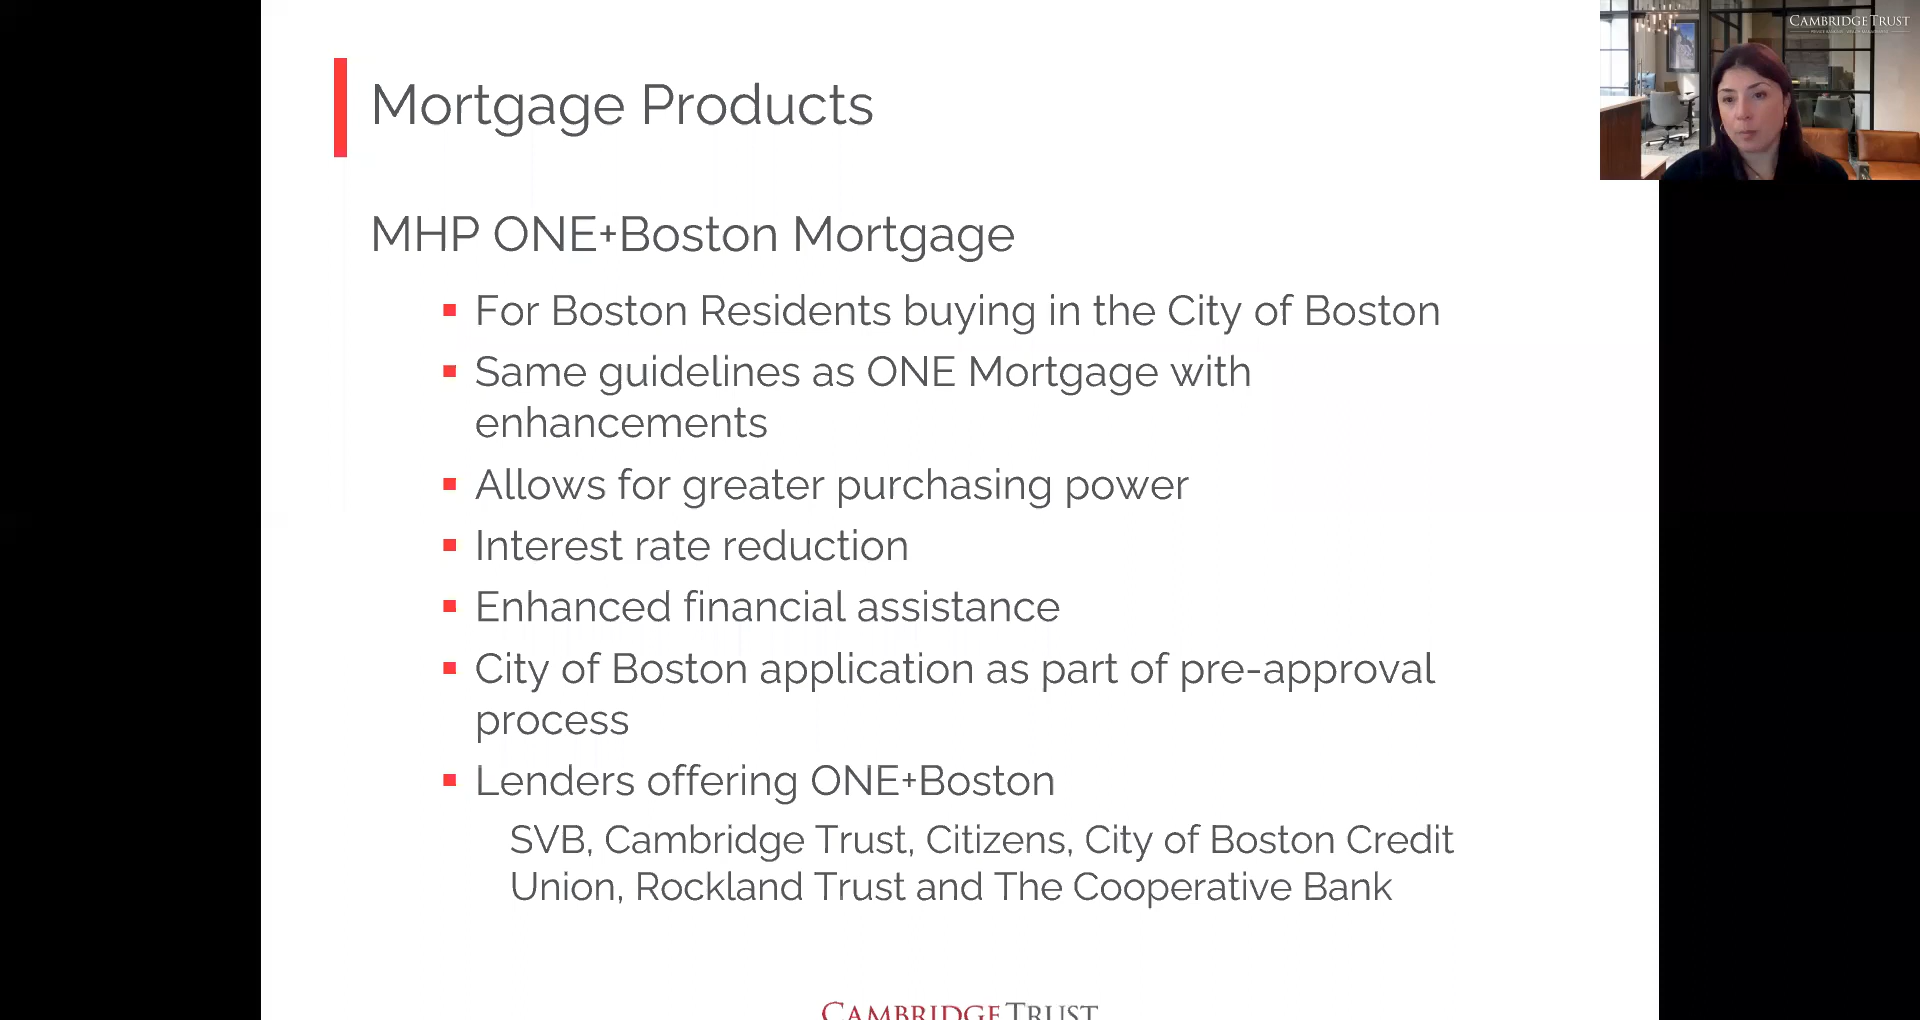 Mortgage Products
MHP ONE+Boston Mortgage
▪ For Boston Residents buying in the City of Boston
▪ Same guidelines as ONE Mortgage with
enhancements
▪ Allows for greater purchasing power
▪ Interest rate reduction
▪ Enhanced financial assistance
▪ City of Boston application as part of pre-approval
process
▪ Lenders offering ONE+Boston
SVB, Cambridge Trust, Citizens, City of Boston Credit
Union, Rockland Trust and The Cooperative Bank
CAMBRIDGE TRUST
CAMBRIDGE TRUST